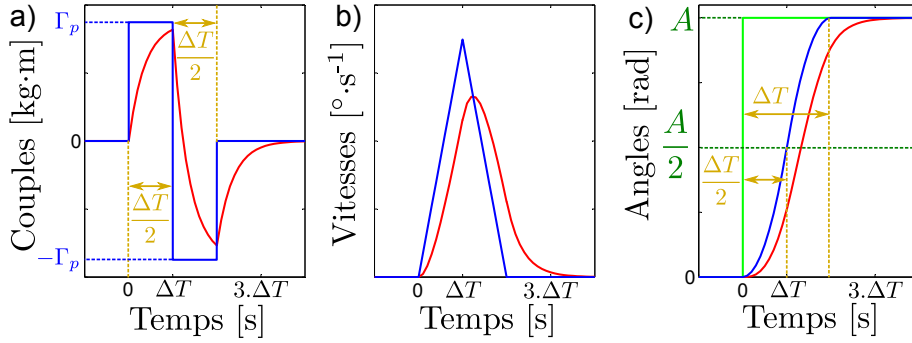 a)
Couples [kg·m]
Γp
0
−Γp
ΔT/2
ΔT/2
0 ΔT 3.ΔT
Temps [s]
b)
Vitesses [°·s-1]
0 ΔT 3.ΔT
Temps [s]
c)
Angles [rad]
A
A/2
0
ΔT
ΔT/2
0 ΔT 3.ΔT
Temps [s]